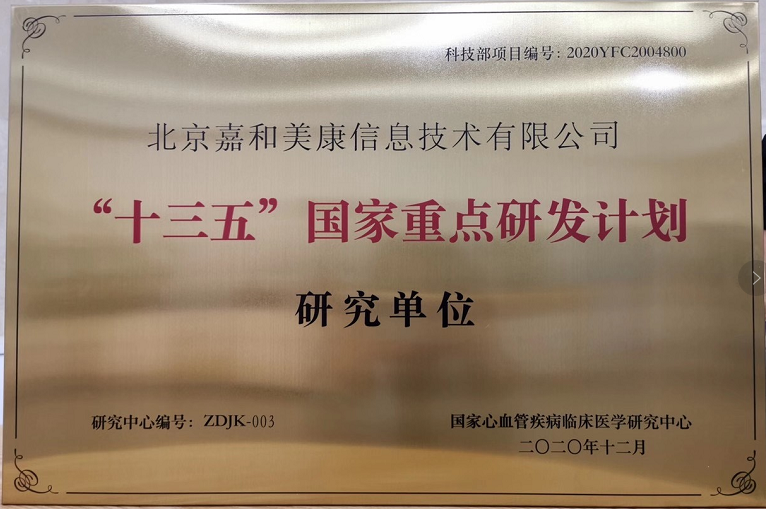 科技部项目编号：2020YFC2004800
北京嘉和美康信息技术有限公司
“十三五”国家重点研发计划
研究单位
研究中心编号：ZDJK-003
国家心血管疾病临床医学研究中心
二〇二〇年十二月